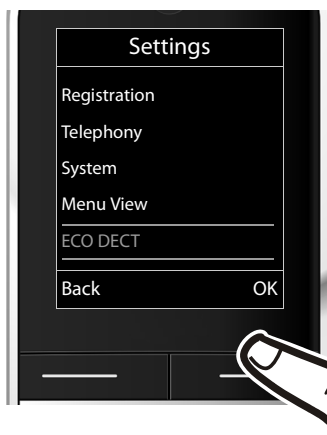 Settings
Registration
Telephony
System
Menu View
ECO DECT
Back OK